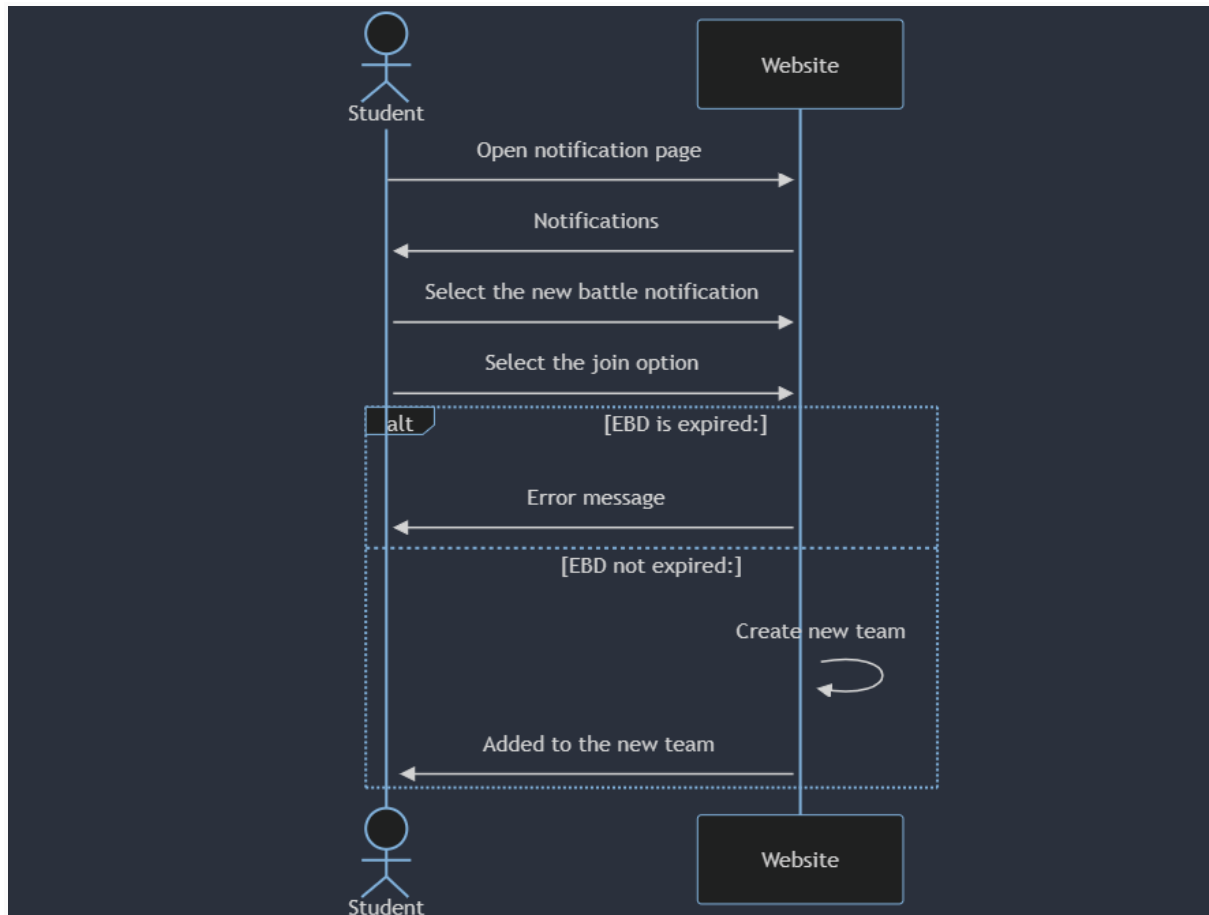 Student
Website
Open notification page
Notifications
Select the new battle notification
Select the join option
alt
[EBD is expired:]
Error message
[EBD not expired:]
Create new team
Added to the new team
Student
Website